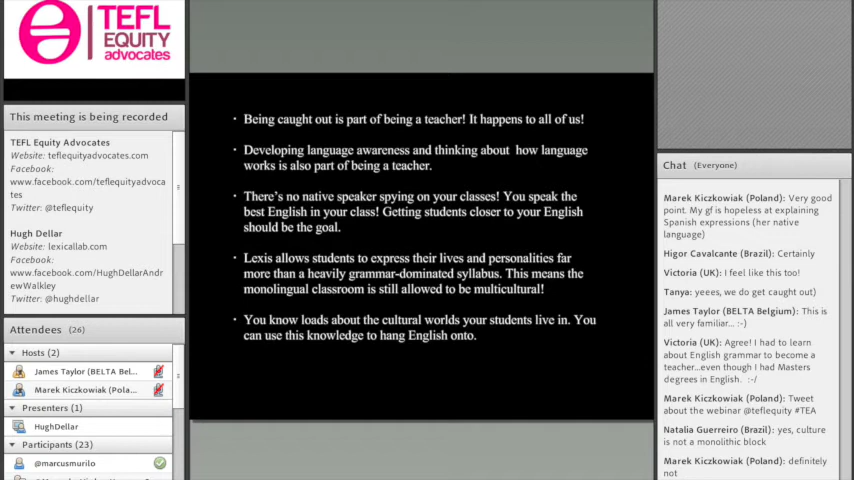 TEFL
EQUITY
advocates
This meeting is being recorded
TEFL Equity Advocates
Website: teflequityadvocates.com
Facebook:
www.facebook.com/teflequityadvoca
tes
Twitter: @teflequity
Hugh Dellar
Website: lexicallab.com
Facebook:
www.facebook.com/HughDellarAndr
ewWalkley
Twitter: @hughdellar
Attendees (26)
Hosts (2)
James Taylor (BELTA Bel...
Marek Kiczkowiak (Pola...
Presenters (1)
HughDellar
Participants (23)
@marcusmurilo
· Being caught out is part of being a teacher! It happens to all of us!
· Developing language awareness and thinking about how language
works is also part of being a teacher.
· There's no native speaker spying on your classes! You speak the
best English in your class! Getting students closer to your English
should be the goal.
· Lexis allows students to express their lives and personalities far
more than a heavily grammar-dominated syllabus. This means the
monolingual classroom is still allowed to be multicultural!
· You know loads about the cultural worlds your students live in. You
can use this knowledge to hang English onto.
Chat (Everyone)
Marek Kiczkowiak (Poland): Very good
point. My gf is hopeless at explaining
Spanish expressions (her native
language)
Higor Cavalcante (Brazil): Certainly
Victoria (UK): I feel like this too!
Tanya: yeees, we do get caught out)
James Taylor (BELTA Belgium): This is
all very familiar... :-)
Victoria (UK): Agree! I had to learn
about English grammar to become a
teacher...even though I had Masters
degrees in English. :-/
Marek Kiczkowiak (Poland): Tweet
about the webinar @teflequity #TEA
Natalia Guerreiro (Brazil): yes, culture
is not a monolithic block
Marek Kiczkowiak (Poland): definitely
not